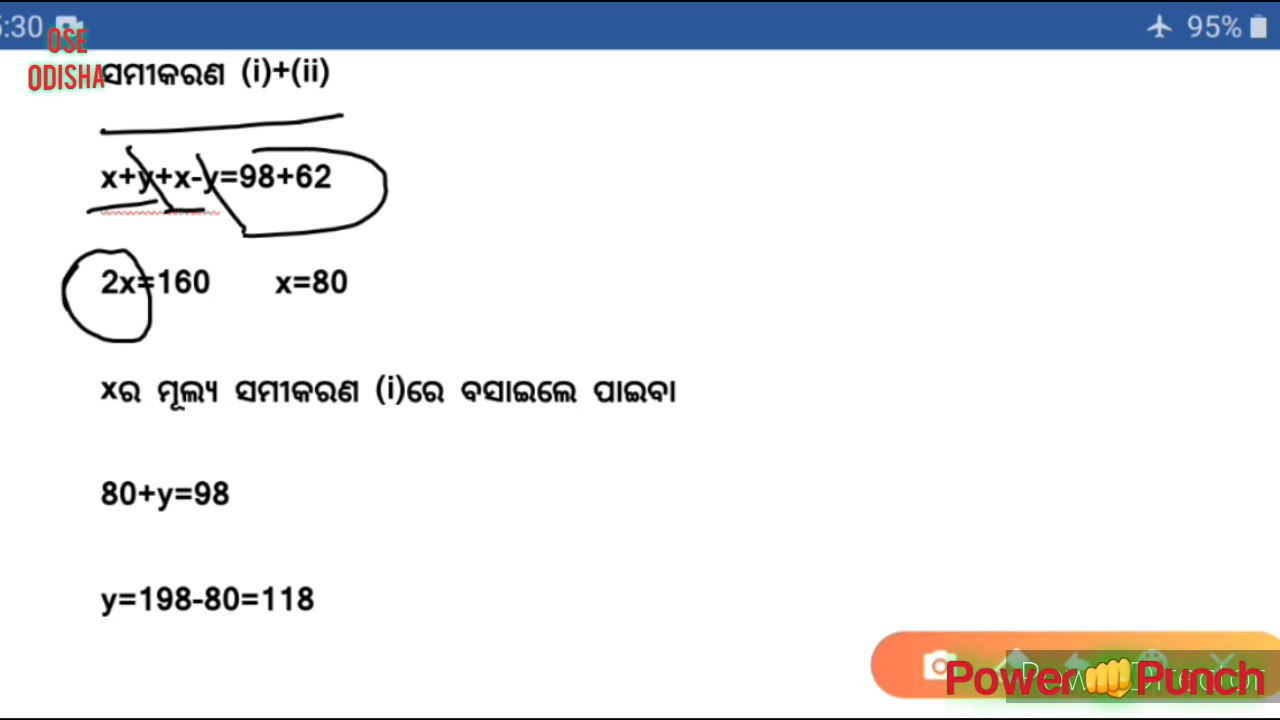 5:30
95%
OSE
ODISHA
ସମୀକରଣ (i)+(ii)
x+y+x-y=98+62
2x=160 x=80
xର ମୂଲ୍ୟ ସମୀକରଣ (i)ରେ ବସାଇଲେ ପାଇବା
80+y=98
y=198-80=118
Power Punch